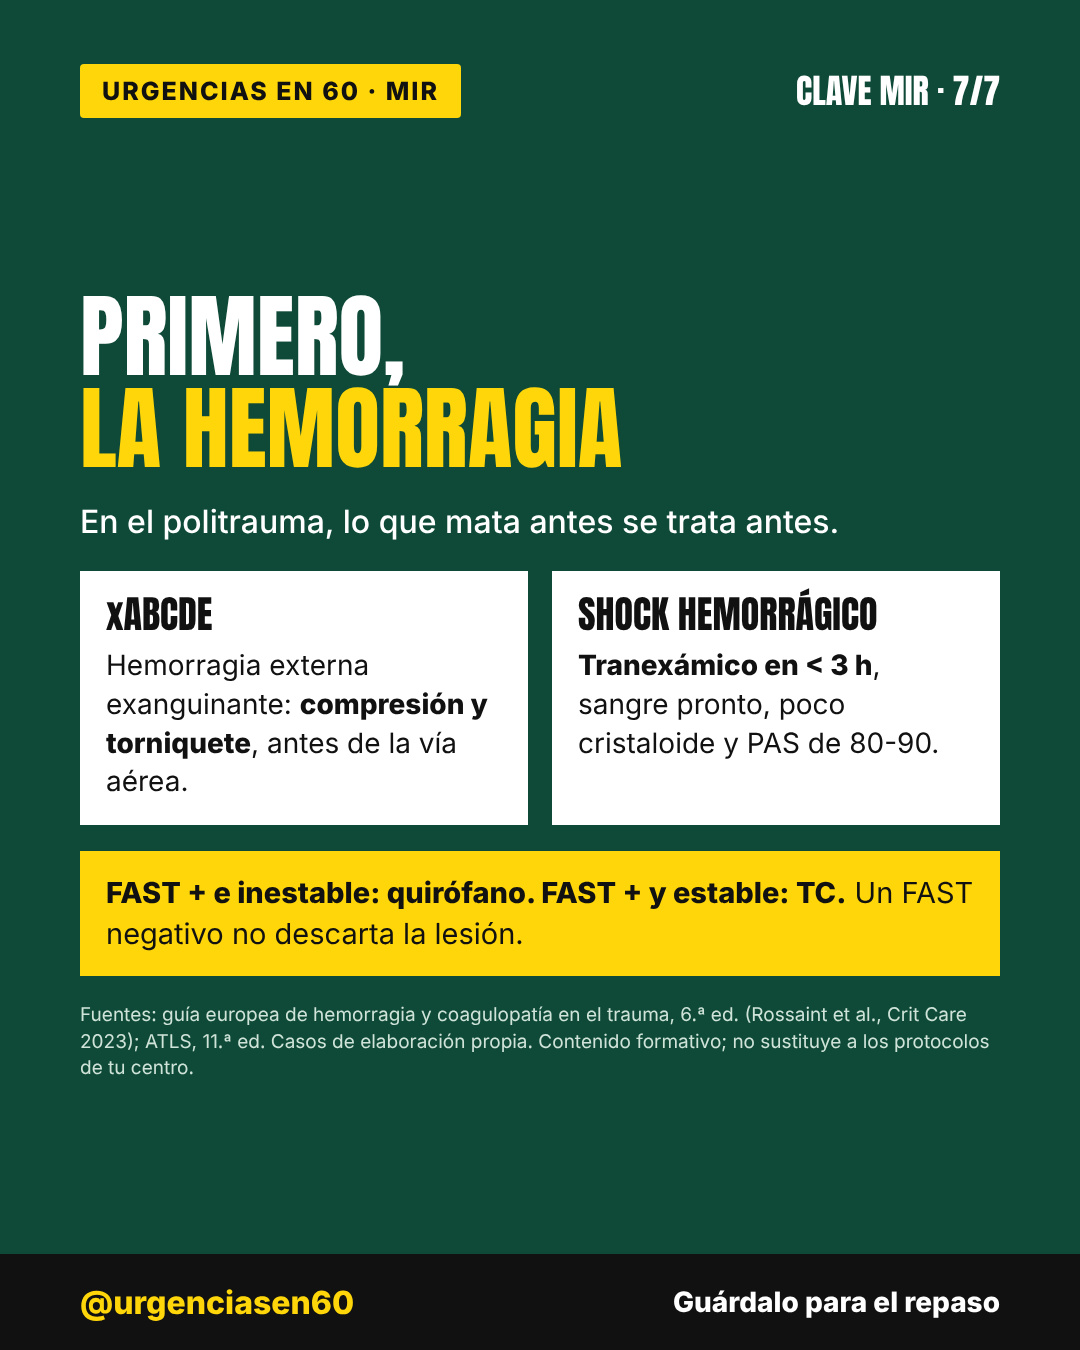 URGENCIAS EN 60 · MIR
CLAVE MIR · 7/7
PRIMERO,
LA HEMORRAGIA
En el politrauma, lo que mata antes se trata antes.
xABCDE
Hemorragia externa
exanguinante: compresión y
torniquete, antes de la vía
aérea.
SHOCK HEMORRÁGICO
Tranexámico en < 3 h,
sangre pronto, poco
cristaloide y PAS de 80-90.
FAST + e inestable: quirófano. FAST + y estable: TC. Un FAST
negativo no descarta la lesión.
Fuentes: guía europea de hemorragia y coagulopatía en el trauma, 6.ª ed. (Rossaint et al., Crit Care
2023); ATLS, 11.ª ed. Casos de elaboración propia. Contenido formativo; no sustituye a los protocolos
de tu centro.
@urgenciasen60
Guárdalo para el repaso